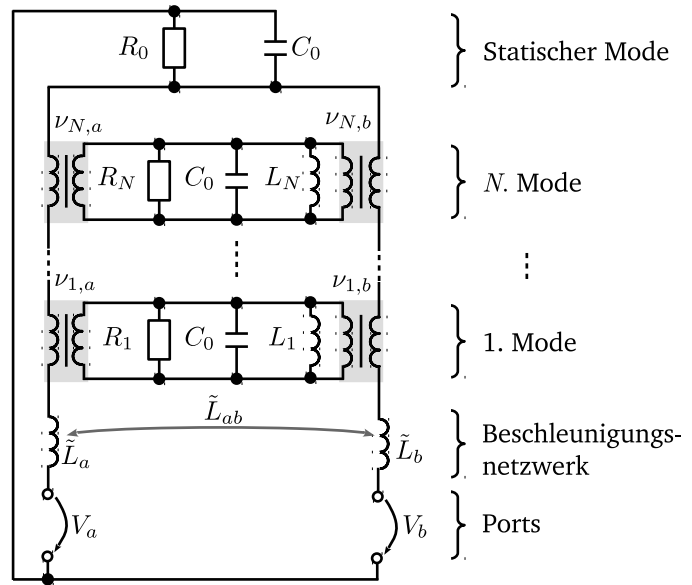 R_0
C_0
Statischer Mode
ν_{N,a}
ν_{N,b}
R_N
C_0
L_N
N. Mode
ν_{1,a}
ν_{1,b}
R_1
C_0
L_1
1. Mode
L̃_{ab}
L̃_a
L̃_b
Beschleunigungs-
netzwerk
V_a
V_b
Ports